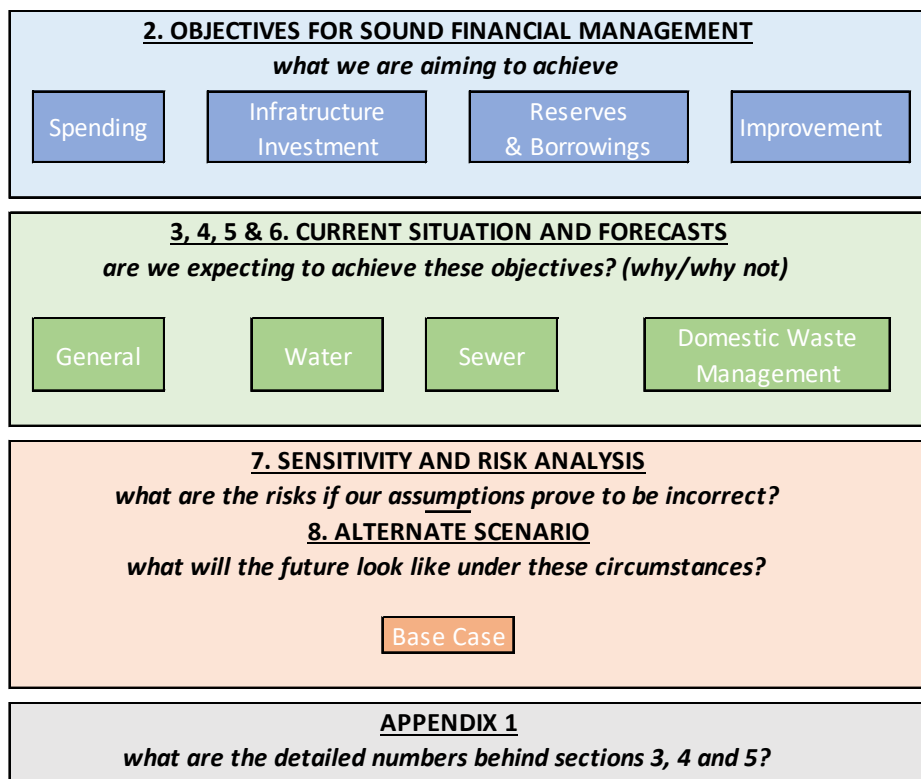 2. OBJECTIVES FOR SOUND FINANCIAL MANAGEMENT
what we are aiming to achieve
Spending
Infratructure
Investment
Reserves
& Borrowings
Improvement
3, 4, 5 & 6. CURRENT SITUATION AND FORECASTS
are we expecting to achieve these objectives? (why/why not)
General
Water
Sewer
Domestic Waste
Management
7. SENSITIVITY AND RISK ANALYSIS
what are the risks if our assumptions prove to be incorrect?
8. ALTERNATE SCENARIO
what will the future look like under these circumstances?
Base Case
APPENDIX 1
what are the detailed numbers behind sections 3, 4 and 5?